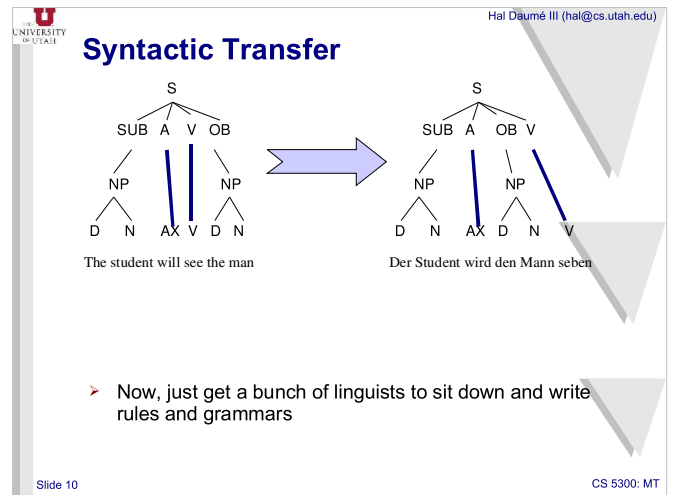 Hal Daumé III (hal@cs.utah.edu)
THE
UNIVERSITY
OF UTAH
Syntactic Transfer
S S
SUB A V OB SUB A OB V
NP NP NP NP
D N AX V D N D N AX D N V
The student will see the man Der Student wird den Mann seben
Now, just get a bunch of linguists to sit down and write
rules and grammars
Slide 10 CS 5300: MT